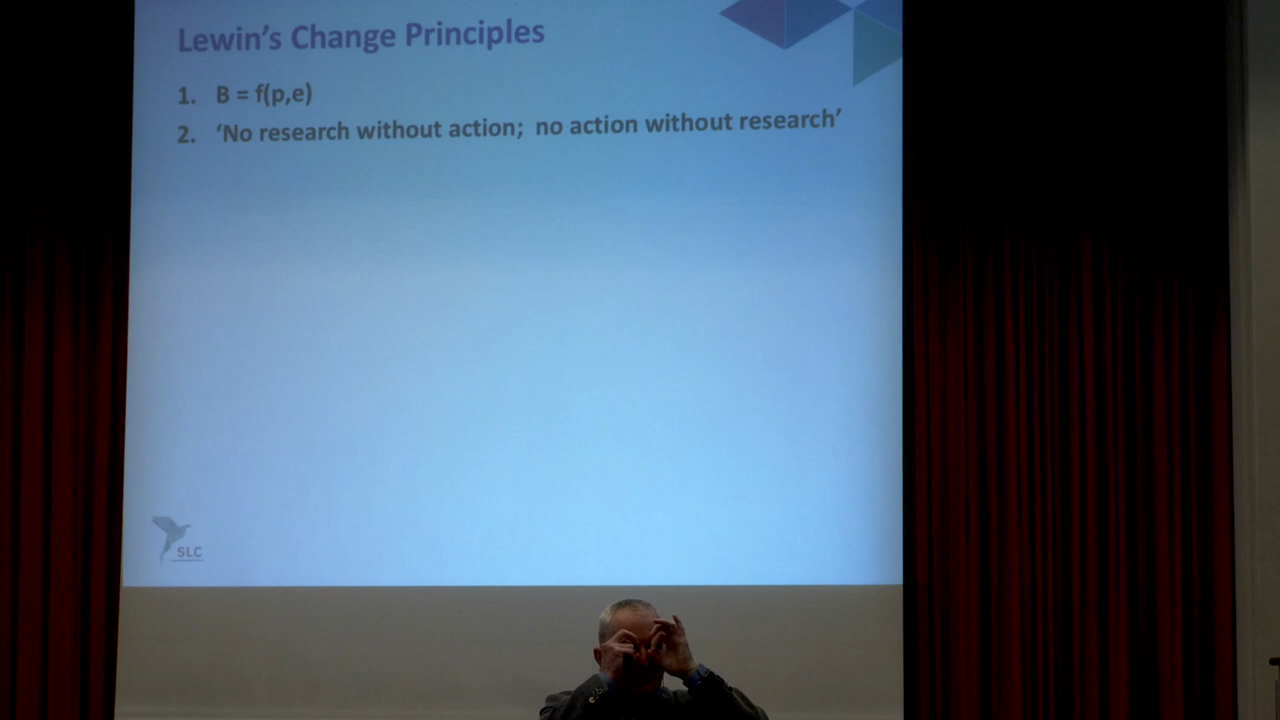 Lewin’s Change Principles
1. B = f(p,e)
2. ‘No research without action; no action without research’
SLC